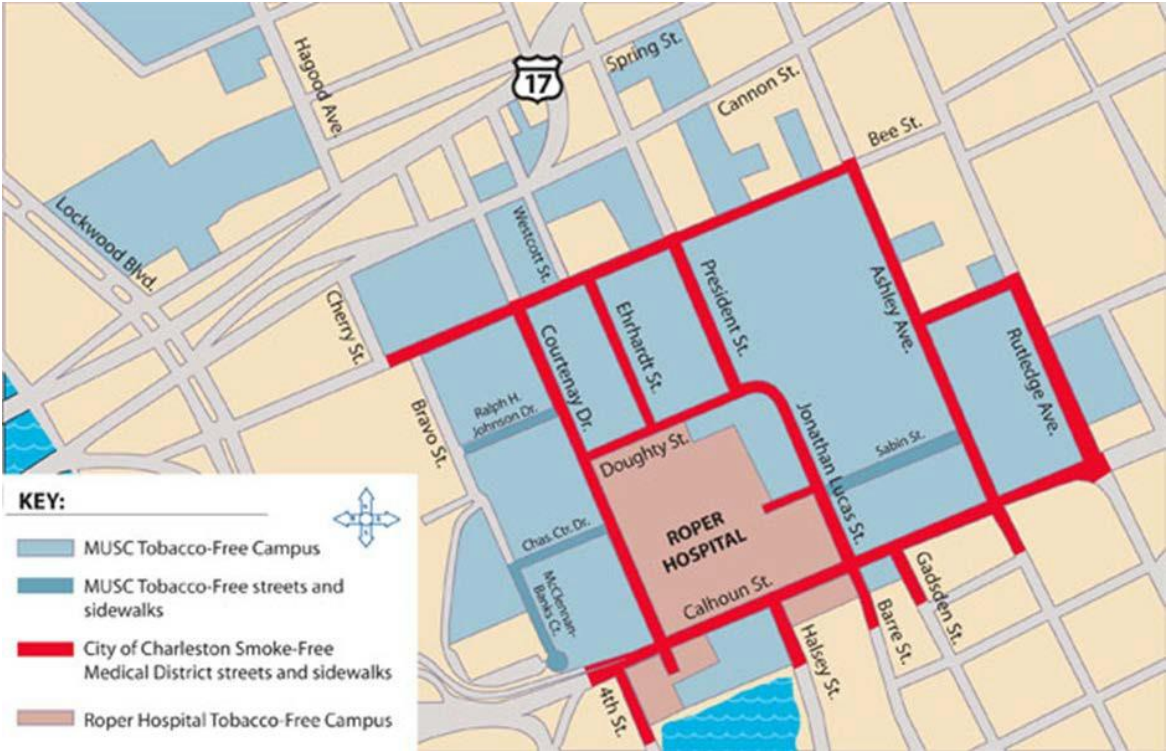 Hagood Ave.
17
Spring St.
Cannon St.
Bee St.
Lockwood Blvd.
Westcott St.
Cherry St.
Courtenay Dr.
Ehrhardt St.
President St.
Ashley Ave.
Rutledge Ave.
Bravo St.
Ralph H.
Johnson Dr.
Doughty St.
Jonathan Lucas St.
Sabin St.
ROPER
HOSPITAL
Chas. Ctr. Dr.
McClennan-
Banks Ct.
Calhoun St.
Gadsden St.
Barre St.
Halsey St.
4th St.
KEY:
MUSC Tobacco-Free Campus
MUSC Tobacco-Free streets and
sidewalks
City of Charleston Smoke-Free
Medical District streets and sidewalks
Roper Hospital Tobacco-Free Campus